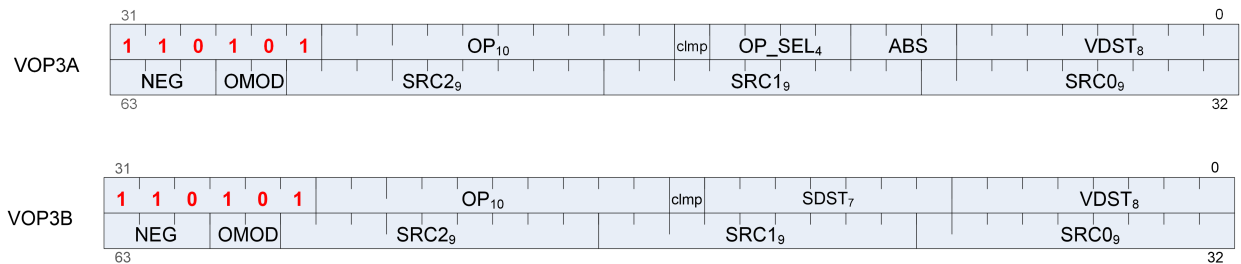 31 0
VOP3A
1 1 0 1 0 1 OP₁₀ clmp OP_SEL₄ ABS VDST₈
NEG OMOD SRC2₉ SRC1₉ SRC0₉
63 32
31 0
VOP3B
1 1 0 1 0 1 OP₁₀ clmp SDST₇ VDST₈
NEG OMOD SRC2₉ SRC1₉ SRC0₉
63 32